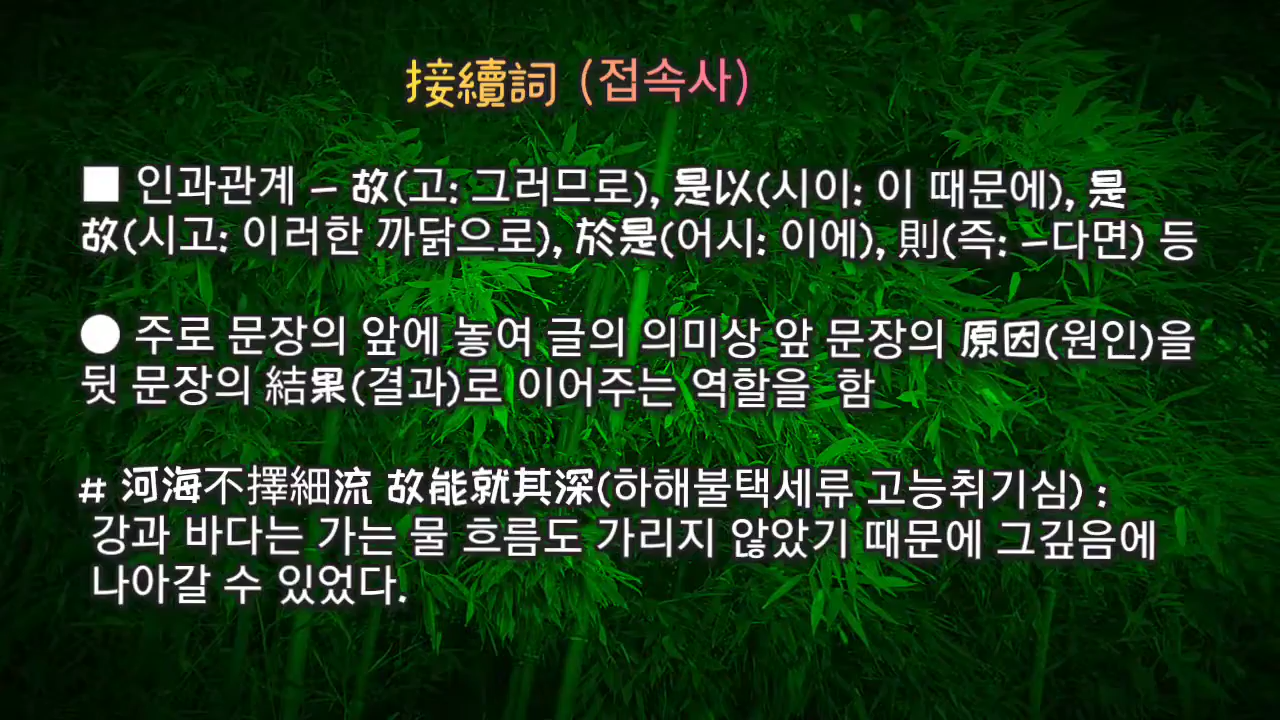 接續詞 (접속사)
■ 인과관계 – 故(고: 그러므로), 是以(시이: 이 때문에), 是
故(시고: 이러한 까닭으로), 於是(어시: 이에), 則(즉: –다면) 등
● 주로 문장의 앞에 놓여 글의 의미상 앞 문장의 原因(원인)을
뒷 문장의 結果(결과)로 이어주는 역할을 함
# 河海不擇細流 故能就其深(하해불택세류 고능취기심) :
강과 바다는 가는 물 흐름도 가리지 않았기 때문에 그깊음에
나아갈 수 있었다.